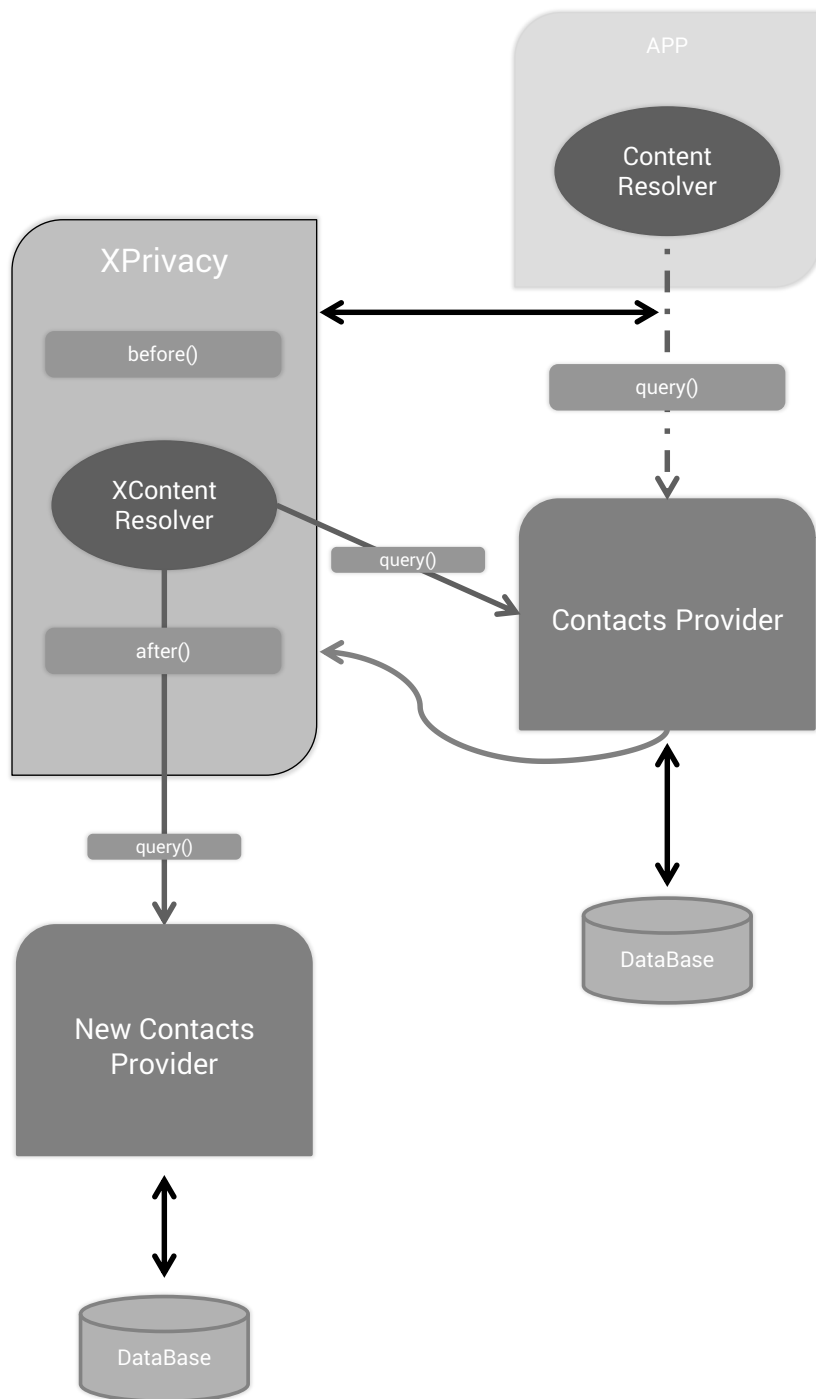 APP
Content
Resolver
XPrivacy
before()
query()
XContent
Resolver
query()
Contacts Provider
after()
query()
DataBase
New Contacts
Provider
DataBase